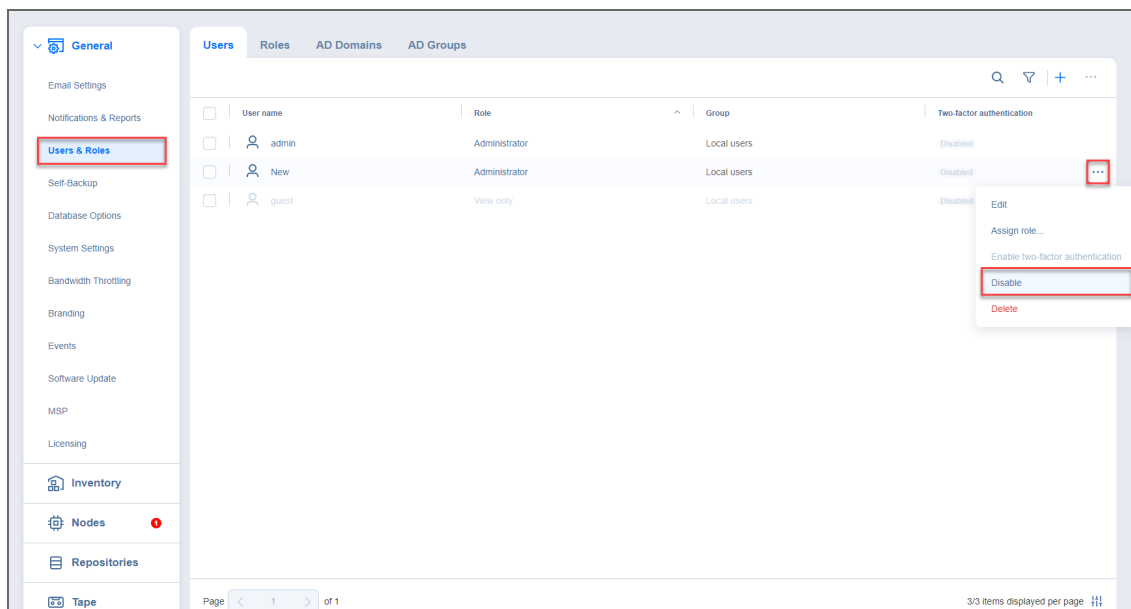 General
Email Settings
Notifications & Reports
Users & Roles
Self-Backup
Database Options
System Settings
Bandwidth Throttling
Branding
Events
Software Update
MSP
Licensing
Inventory
Nodes 1
Repositories
Tape
Users Roles AD Domains AD Groups
User name Role Group Two-factor authentication
admin Administrator Local users Disabled
New Administrator Local users Disabled
guest View only Local users Disabled
Edit
Assign role...
Enable two-factor authentication
Disable
Delete
Page 1 of 1 3/3 items displayed per page